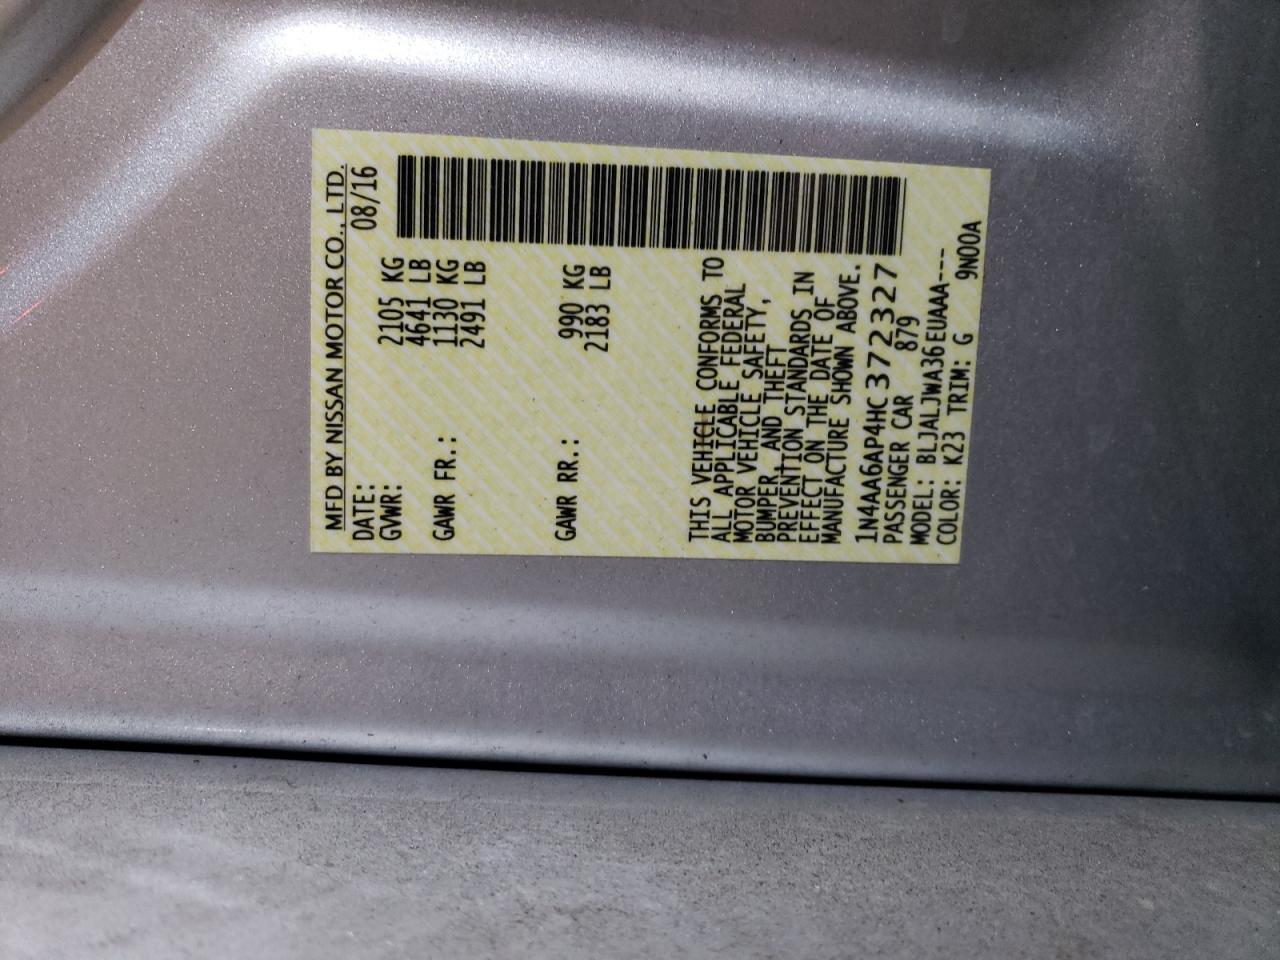 MFD BY NISSAN MOTOR CO., LTD.
DATE: 08/16
GVWR: 2105 KG
4641 LB
GAWR FR.: 1130 KG
2491 LB
GAWR RR.: 990 KG
2183 LB
THIS VEHICLE CONFORMS TO
ALL APPLICABLE FEDERAL
MOTOR VEHICLE SAFETY,
BUMPER, AND THEFT
PREVENTION STANDARDS IN
EFFECT ON THE DATE OF
MANUFACTURE SHOWN ABOVE.
1N4AA6AP4HC372327
PASSENGER CAR 879
MODEL: BLJALJWA36EUAAA---
COLOR: K23 TRIM: G 9N00A